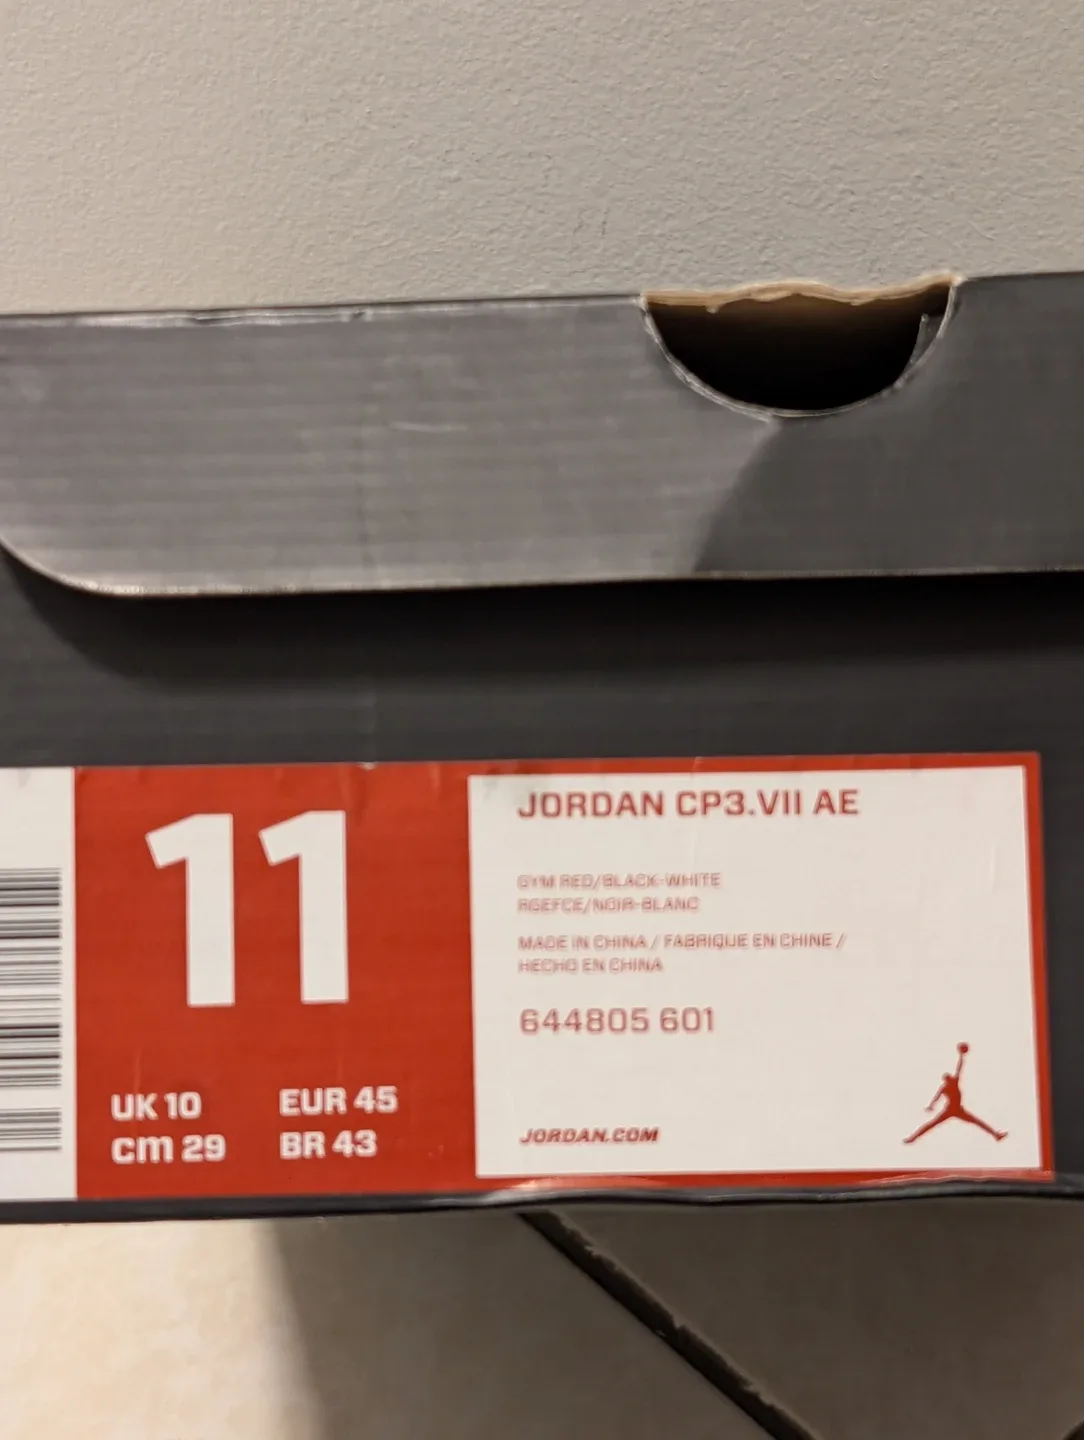 11
UK 10
EUR 45
cm 29
BR 43
JORDAN CP3.VII AE
GYM RED/BLACK-WHITE
RGEFCE/NOIR-BLANC
MADE IN CHINA / FABRIQUE EN CHINE /
HECHO EN CHINA
644805 601
JORDAN.COM